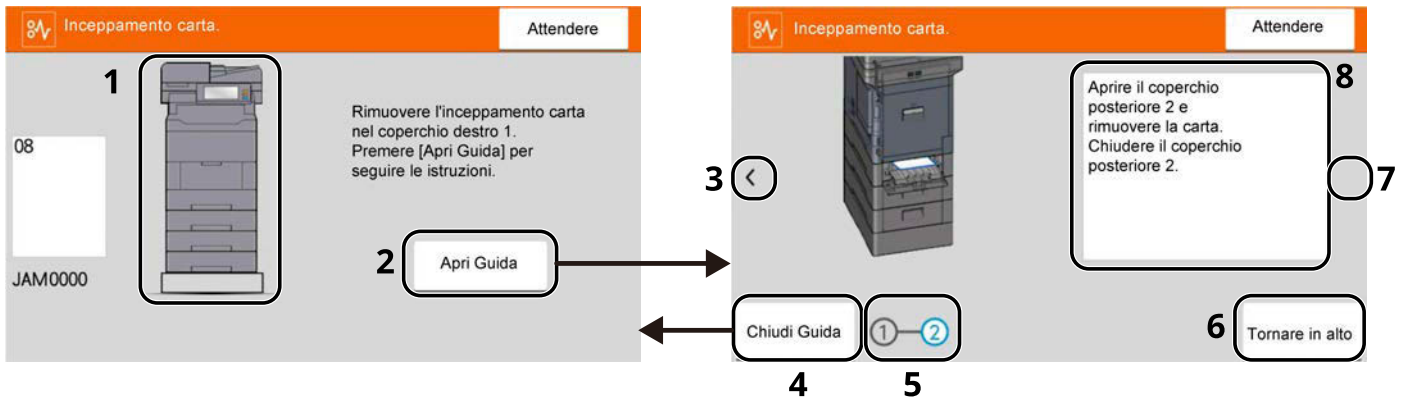 Inceppamento carta.
Attendere
1
08
JAM0000
Rimuovere l'inceppamento carta
nel coperchio destro 1.
Premere [Apri Guida] per
seguire le istruzioni.
2
Apri Guida
Inceppamento carta.
Attendere
3
8
Aprire il coperchio
posteriore 2 e
rimuovere la carta.
Chiudere il coperchio
posteriore 2.
7
Chiudi Guida
1 2
6
Tornare in alto
4
5